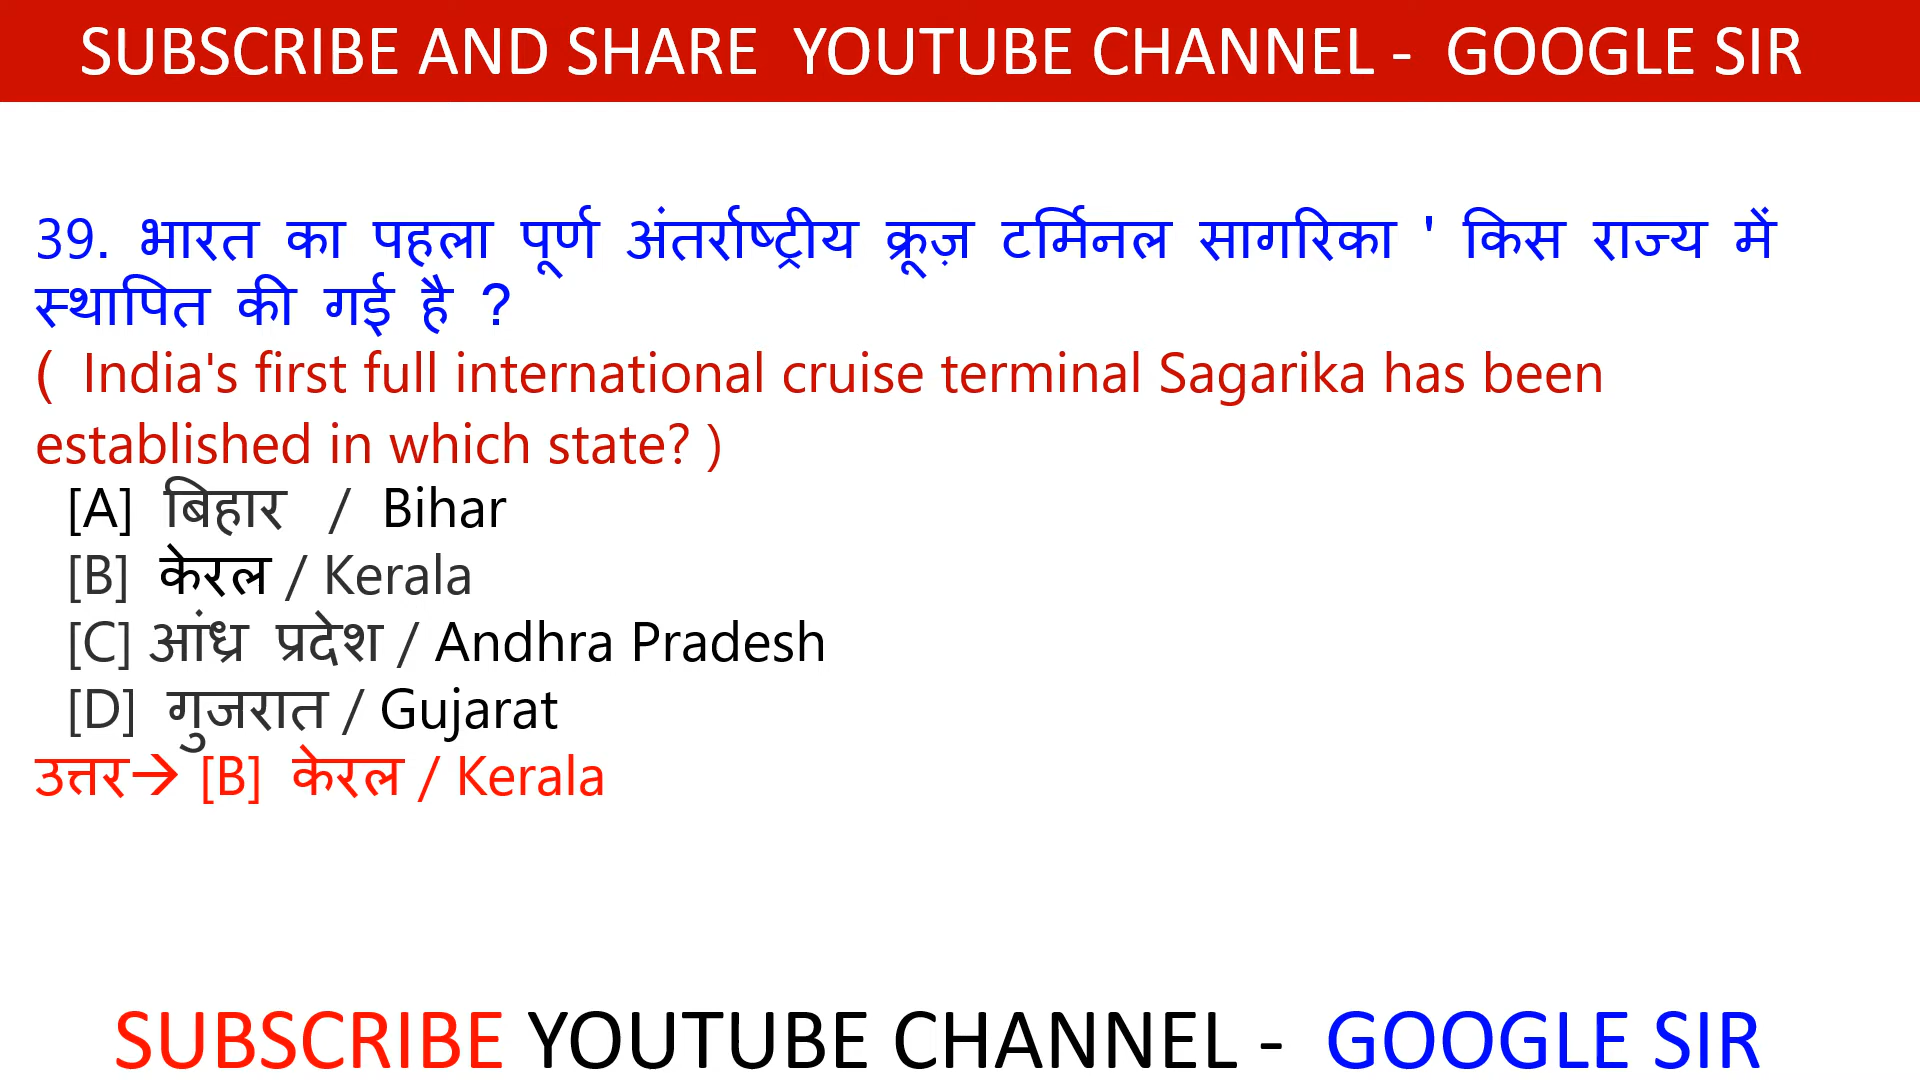 SUBSCRIBE AND SHARE YOUTUBE CHANNEL - GOOGLE SIR
39. भारत का पहला पूर्ण अंतर्राष्ट्रीय क्रूज़ टर्मिनल सागरिका ' किस राज्य में
स्थापित की गई है ?
( India's first full international cruise terminal Sagarika has been
established in which state? )
[A] बिहार / Bihar
[B] केरल / Kerala
[C] आंध्र प्रदेश / Andhra Pradesh
[D] गुजरात / Gujarat
उत्तर→ [B] केरल / Kerala
SUBSCRIBE YOUTUBE CHANNEL - GOOGLE SIR